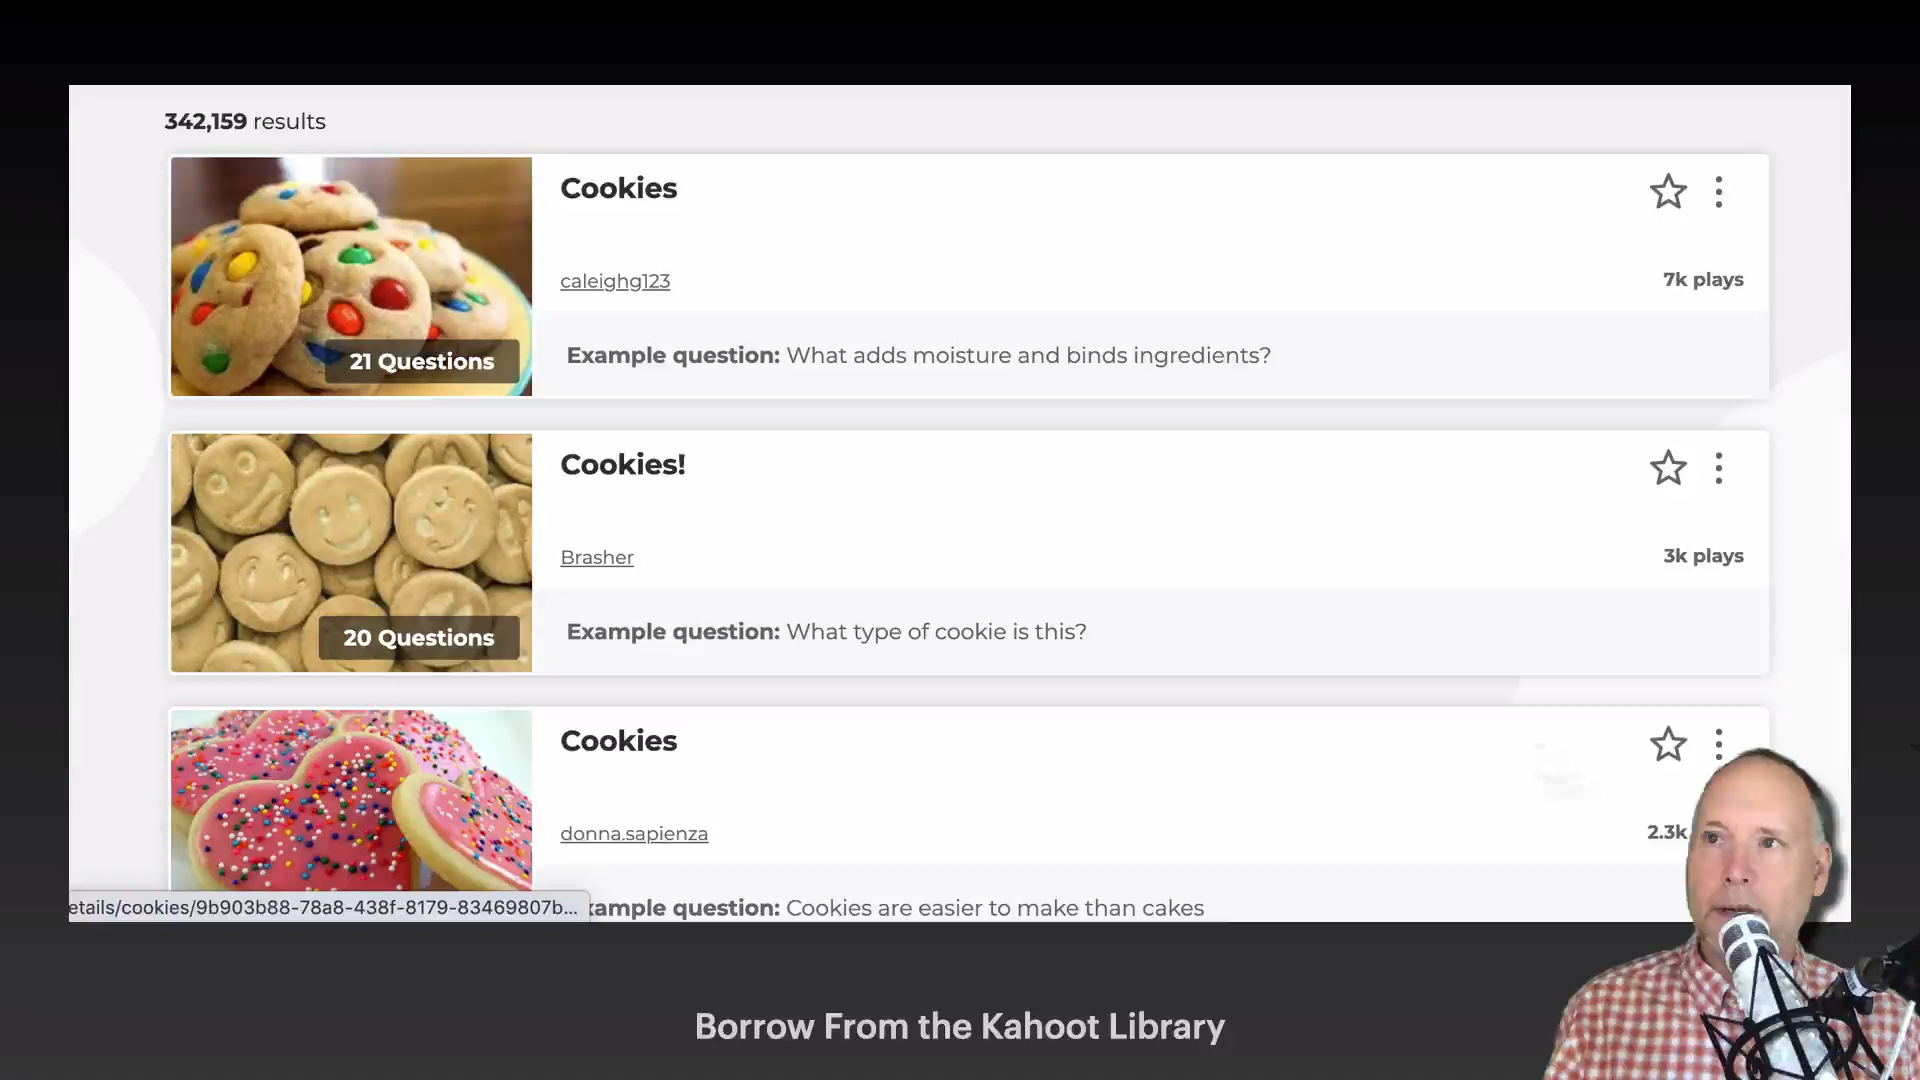 342,159 results
Cookies
caleighg123
7k plays
21 Questions
Example question: What adds moisture and binds ingredients?
Cookies!
Brasher
3k plays
20 Questions
Example question: What type of cookie is this?
Cookies
donna.sapienza
2.3k
etails/cookies/9b903b88-78a8-438f-8179-83469807b...
xample question: Cookies are easier to make than cakes
Borrow From the Kahoot Library